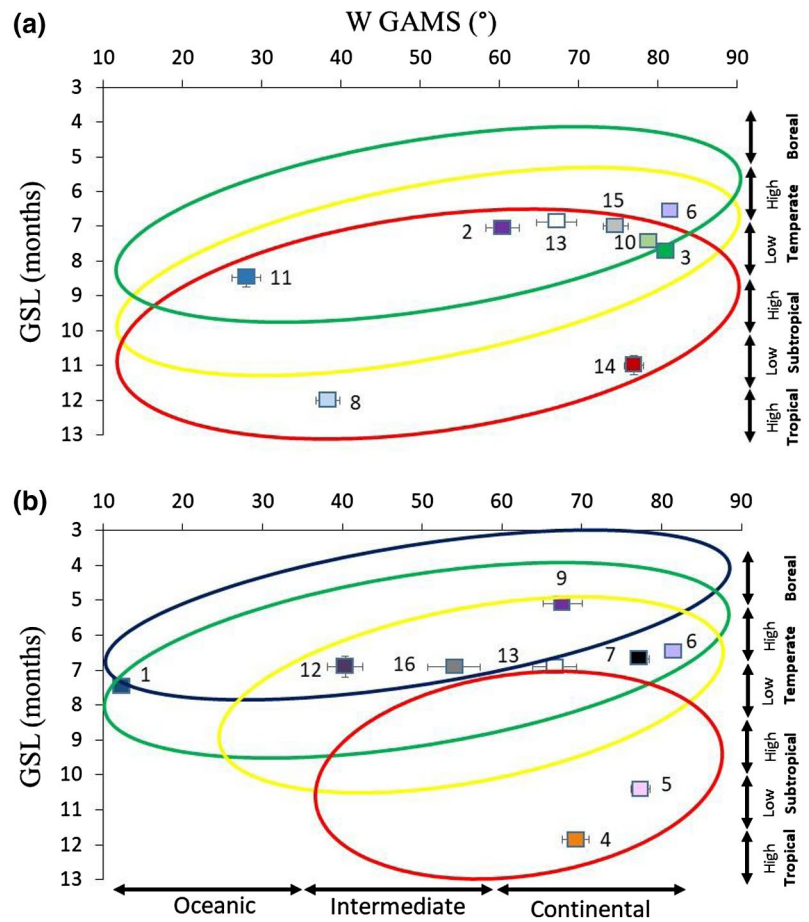 (a)
W GAMS (°)
10 20 30 40 50 60 70 80 90
GSL (months)
3
4
5
6
7
8
9
10
11
12
13
11
8
2
13
15
10
6
3
14
Boreal
High
Temperate
Low
High
Subtropical
Low
High
Tropical
(b)
10 20 30 40 50 60 70 80 90
GSL (months)
3
4
5
6
7
8
9
10
11
12
13
1
12
16
9
13
7
6
5
4
Boreal
High
Temperate
Low
High
Subtropical
Low
High
Tropical
Oceanic Intermediate Continental